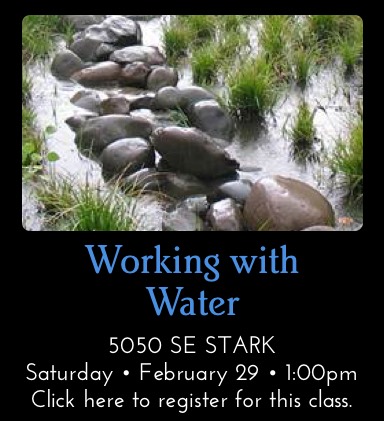 Working with
Water
5050 SE STARK
Saturday • February 29 • 1:00pm
Click here to register for this class.